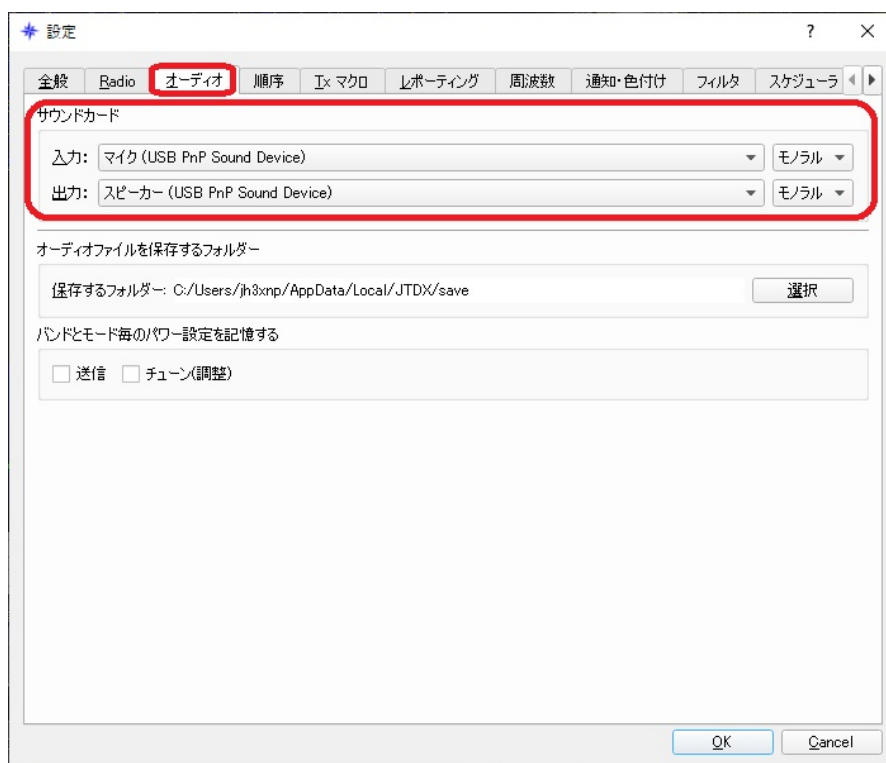 設定
全般 Radio オーディオ 順序 Tx マクロ レポーティング 周波数 通知・色付け フィルタ スケジューラ
サウンドカード
入力: マイク (USB PnP Sound Device) モノラル
出力: スピーカー (USB PnP Sound Device) モノラル
オーディオファイルを保存するフォルダー
保存するフォルダー: C:/Users/jh3xnp/AppData/Local/JTDX/save 選択
バンドとモード毎のパワー設定を記憶する
送信 チューン(調整)
OK Cancel